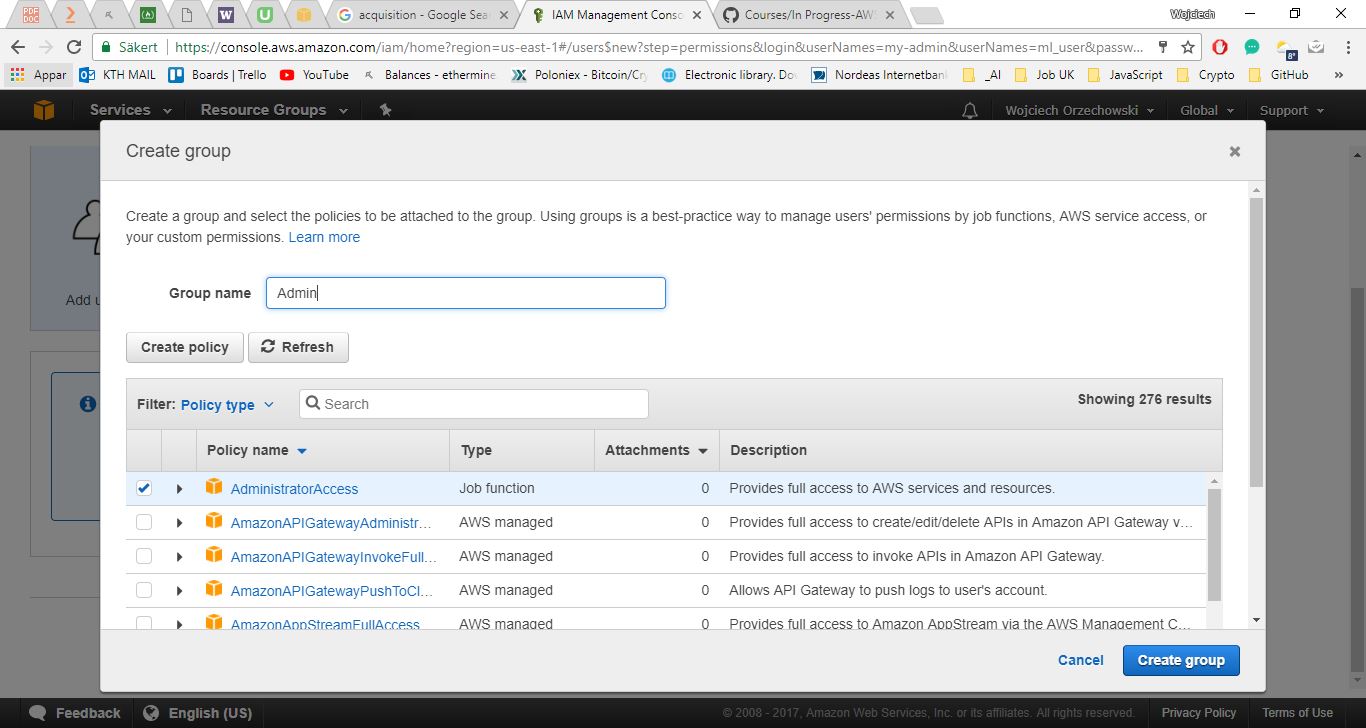 PDF DOC
acquisition - Google Sea
IAM Management Conso
Courses/In Progress-AWS
Wojciech
Säkert
https://console.aws.amazon.com/iam/home?region=us-east-1#/users$new?step=permissions&login&userNames=my-admin&userNames=ml_user&passw...
8°
Appar
KTH MAIL
Boards | Trello
YouTube
Balances - ethermine
Poloniex - Bitcoin/Cry
Electronic library. Dov
Nordeas Internetbank
_AI
Job UK
JavaScript
Crypto
GitHub
»
Services
Resource Groups
Wojciech Orzechowski
Global
Support
Create group
Create a group and select the policies to be attached to the group. Using groups is a best-practice way to manage users' permissions by job functions, AWS service access, or
your custom permissions. Learn more
Add u
Group name
Admin
Create policy
Refresh
Filter: Policy type
Search
Showing 276 results
Policy name
Type
Attachments
Description
AdministratorAccess
Job function
0
Provides full access to AWS services and resources.
AmazonAPIGatewayAdministr...
AWS managed
0
Provides full access to create/edit/delete APIs in Amazon API Gateway v...
AmazonAPIGatewayInvokeFull...
AWS managed
0
Provides full access to invoke APIs in Amazon API Gateway.
AmazonAPIGatewayPushToCl...
AWS managed
0
Allows API Gateway to push logs to user's account.
AmazonAppStreamFullAccess
AWS managed
0
Provides full access to Amazon AppStream via the AWS Management C...
Cancel
Create group
Feedback
English (US)
© 2008 - 2017, Amazon Web Services, Inc. or its affiliates. All rights reserved.
Privacy Policy
Terms of Use